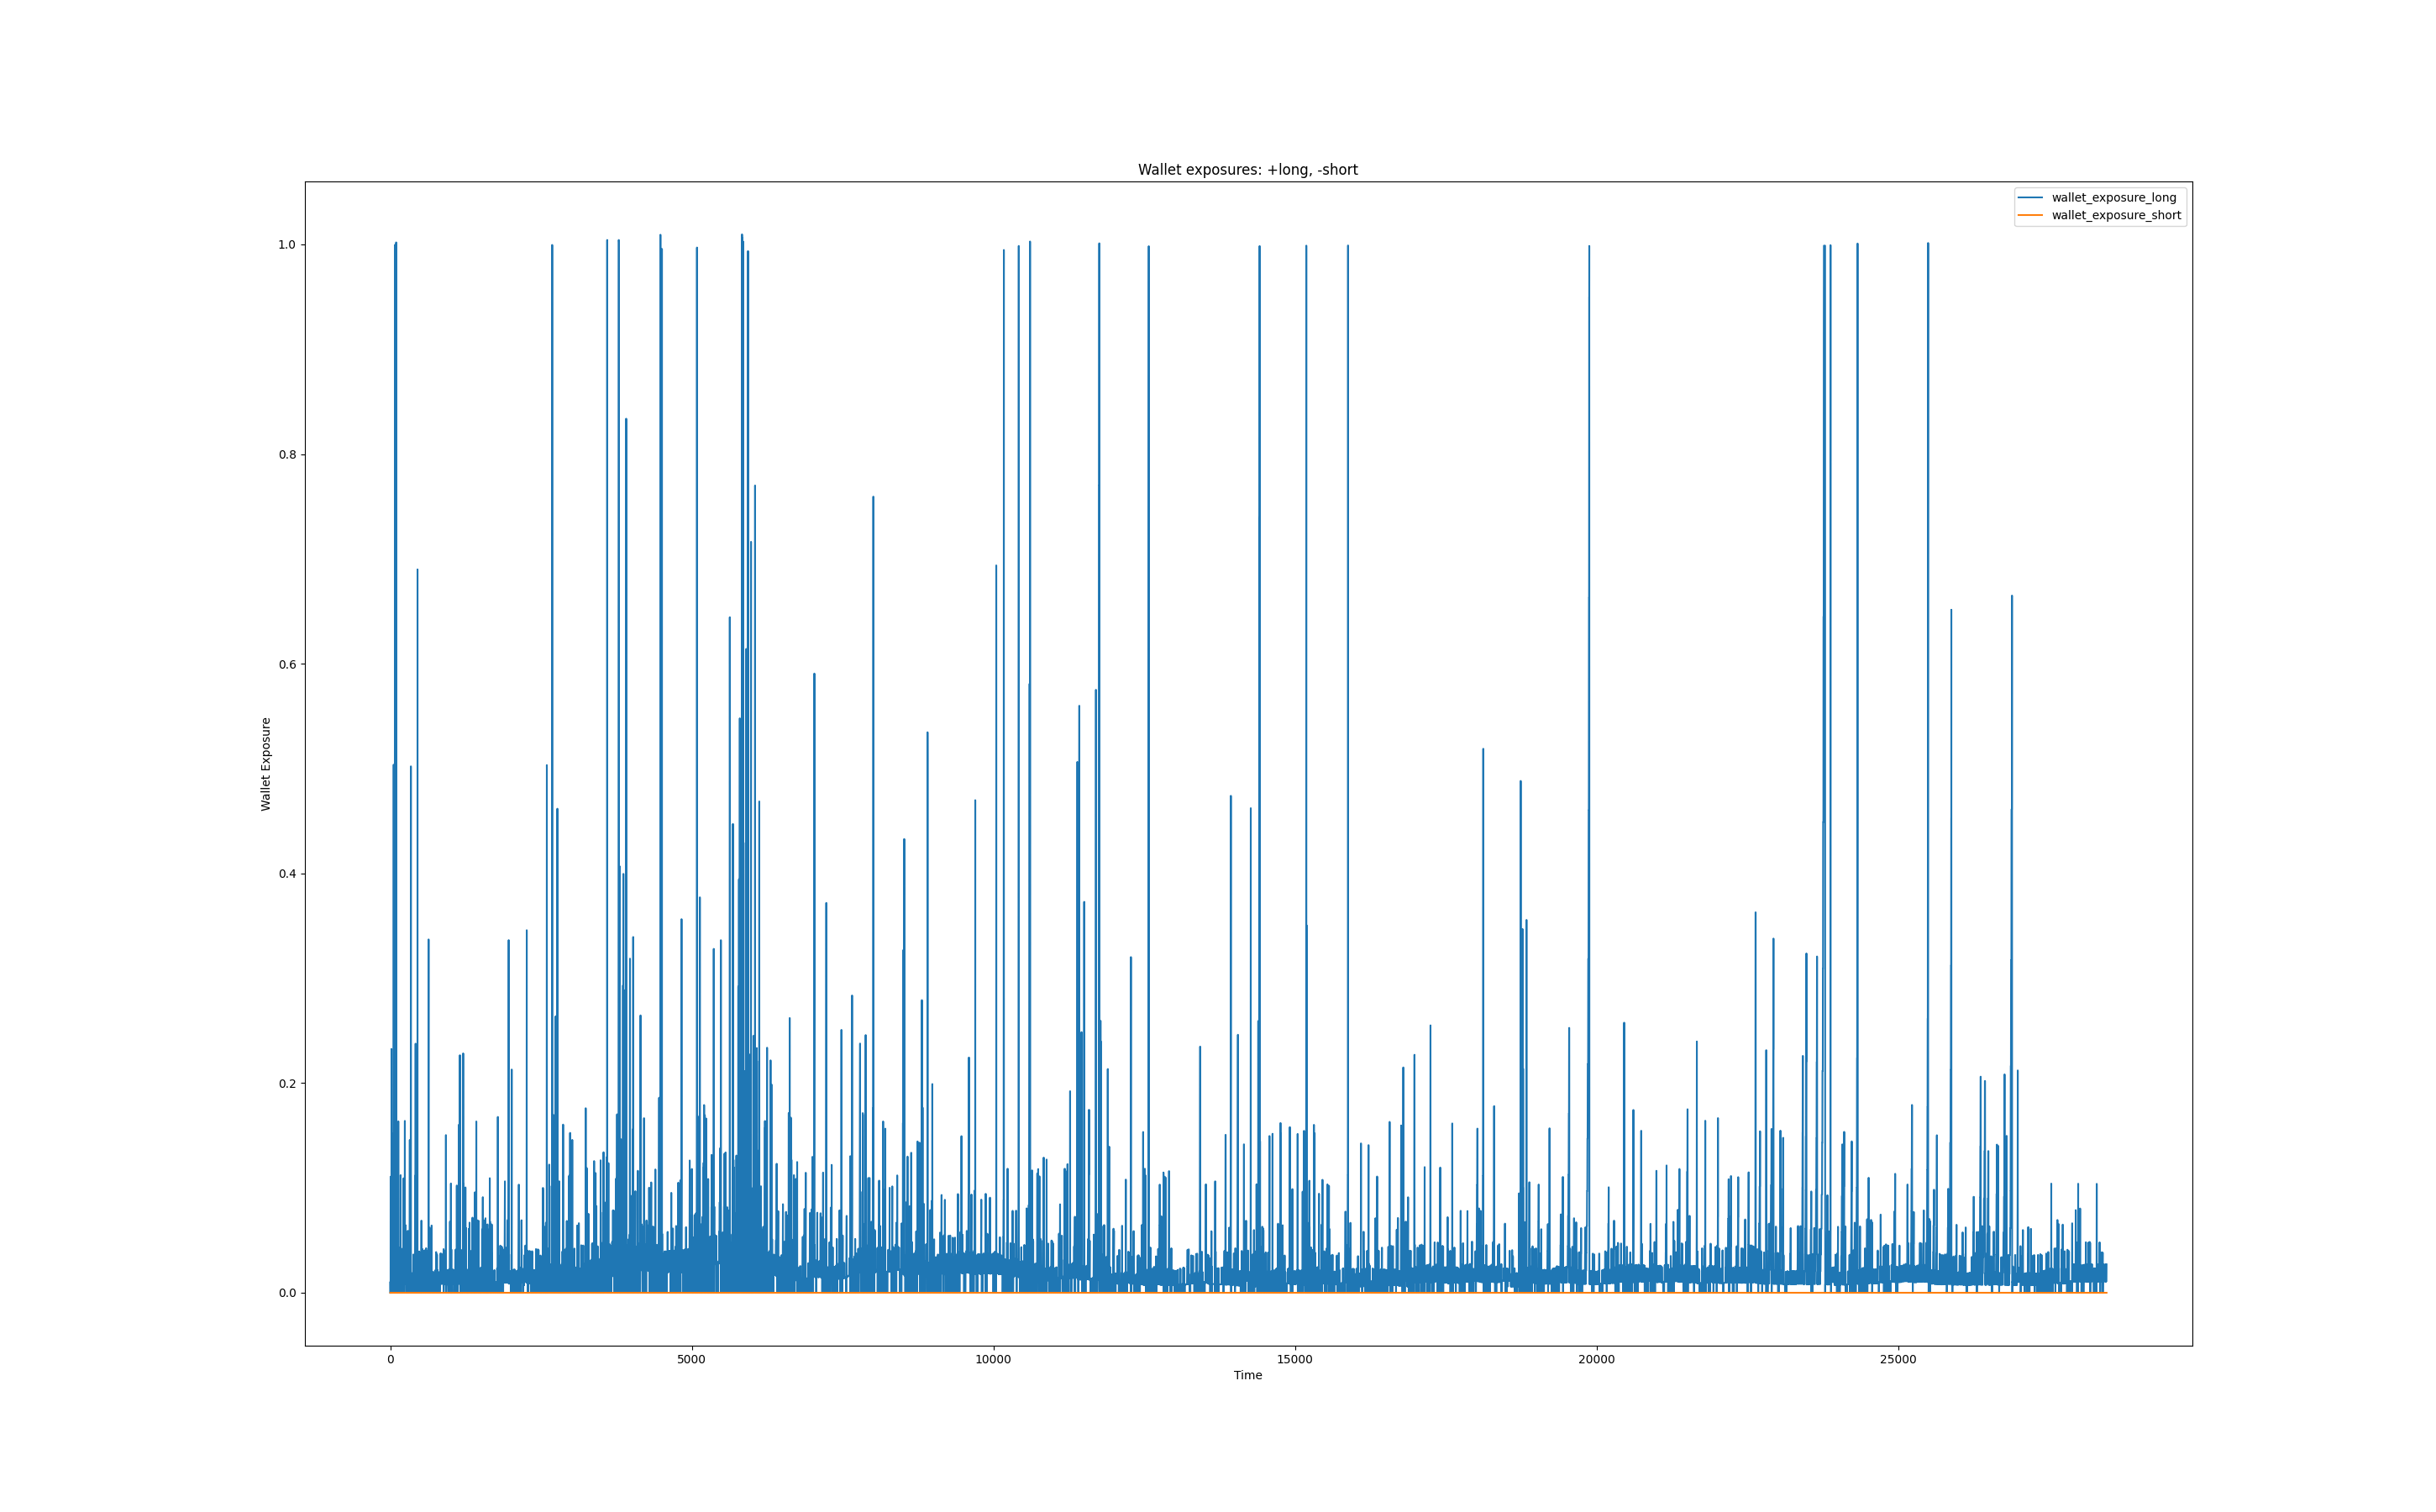 Wallet exposures: +long, -short
wallet_exposure_long
wallet_exposure_short
1.0
0.8
0.6
0.4
0.2
0.0
Wallet Exposure
0 5000 10000 15000 20000 25000
Time